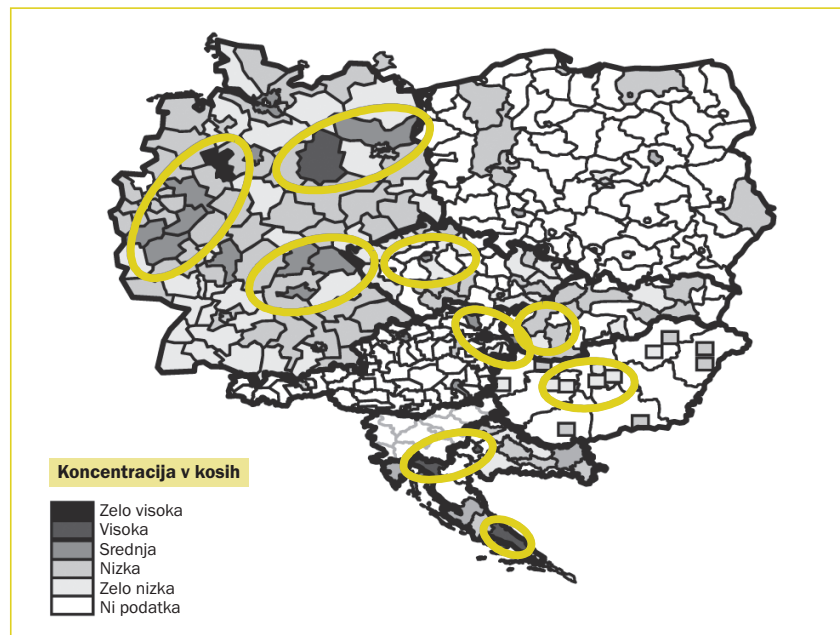 Koncentracija v kosih
Zelo visoka
Visoka
Srednja
Nizka
Zelo nizka
Ni podatka